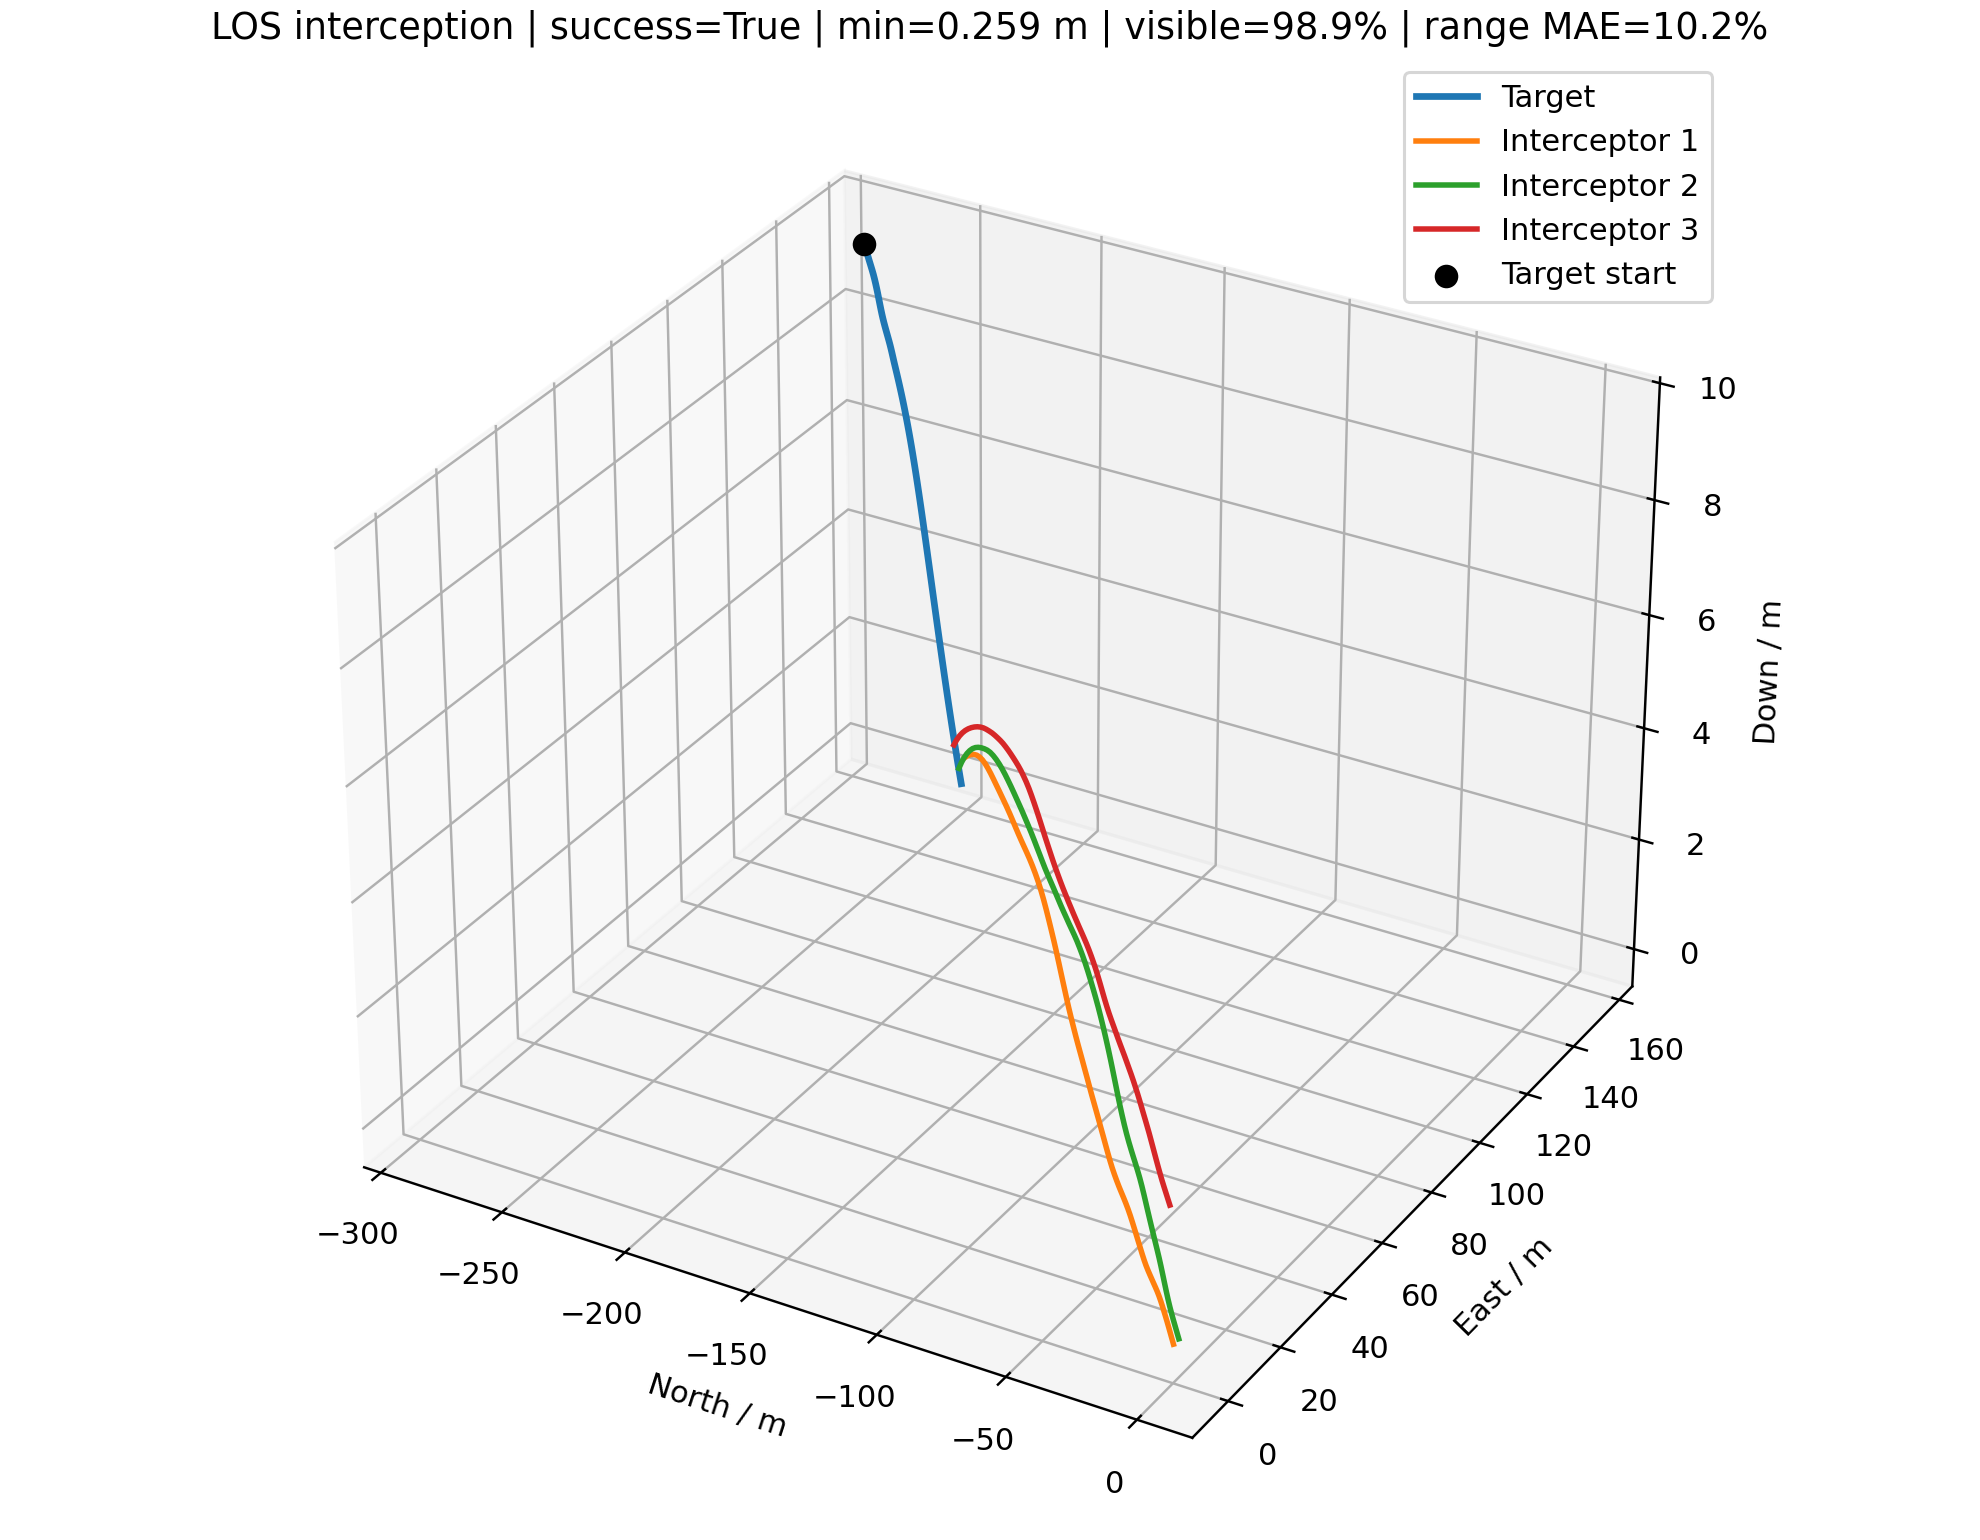 LOS interception | success=True | min=0.259 m | visible=98.9% | range MAE=10.2%
Target
Interceptor 1
Interceptor 2
Interceptor 3
Target start
10
8
6
4
2
0
Down / m
160
140
120
100
80
60
40
20
0
East / m
−300
−250
−200
−150
−100
−50
0
North / m